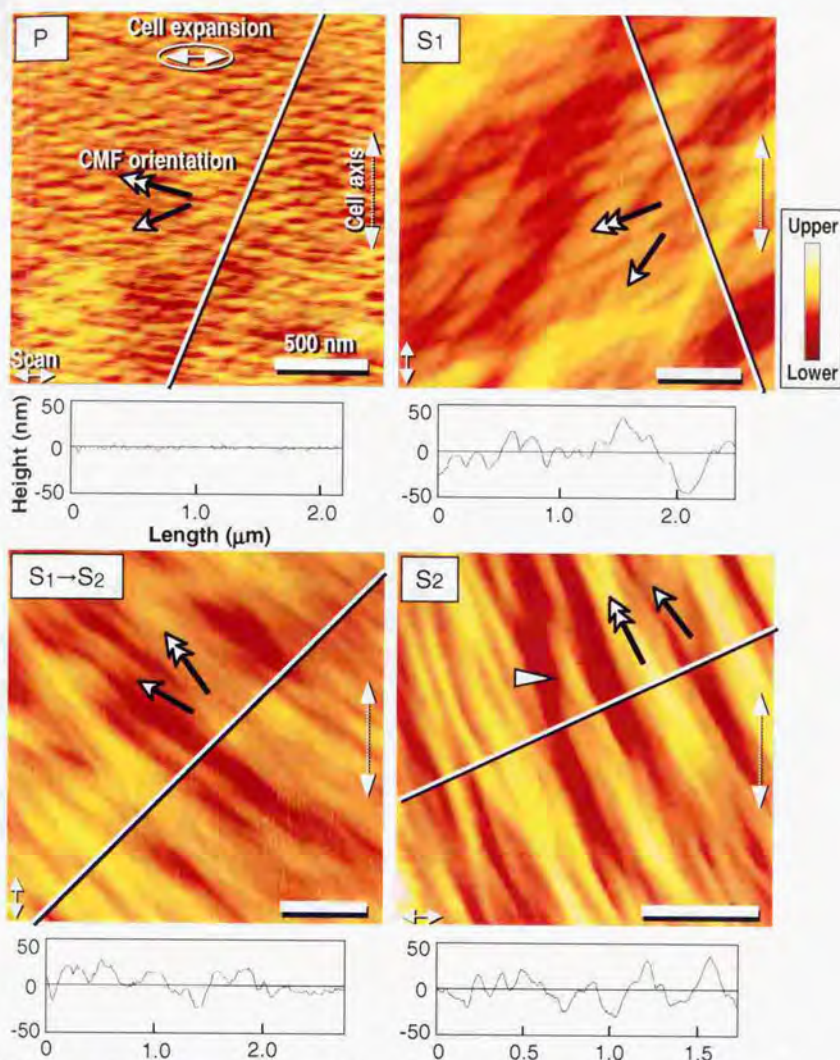 P
Cell expansion
CMF orientation
Cell axis
Scan
500 nm
S1
Upper
Lower
Height (nm)
50
0
-50
0
1.0
2.0
Length (μm)
50
0
-50
0
1.0
2.0
S1→S2
S2
50
0
-50
0
1.0
2.0
50
0
-50
0
0.5
1.0
1.5